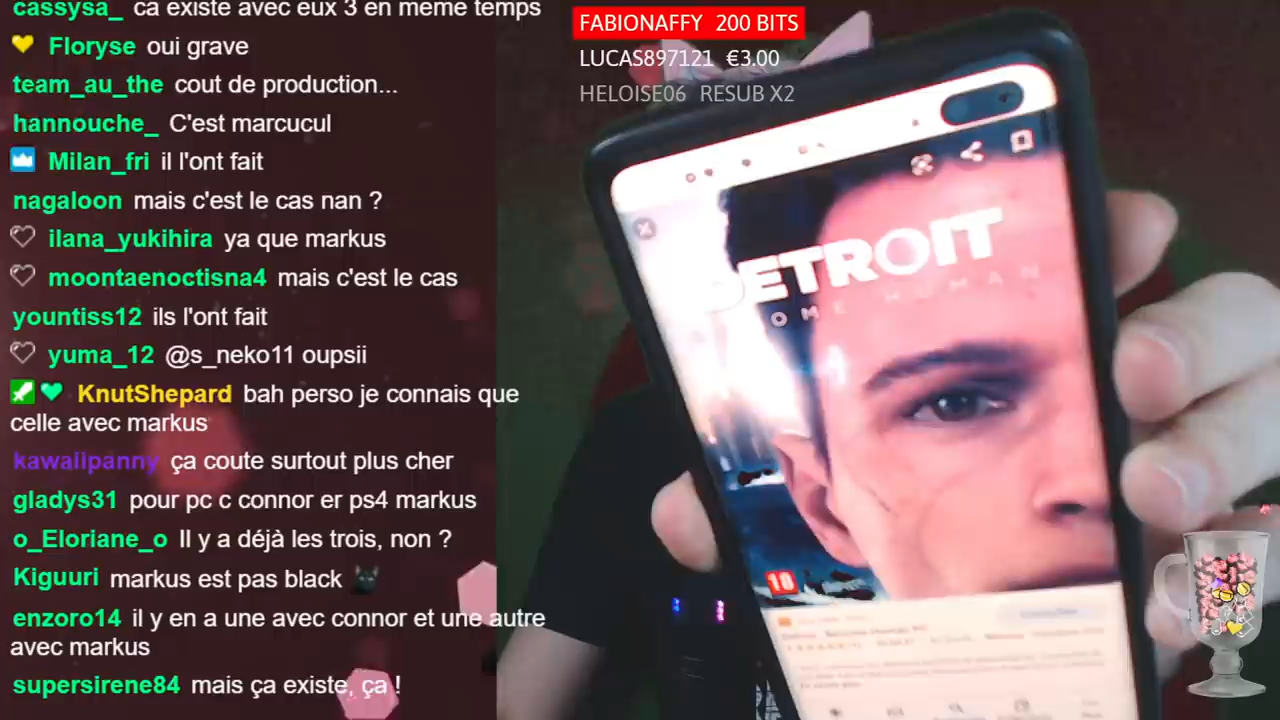 cassysa_ ca existe avec eux 3 en meme temps
Floryse oui grave
team_au_the cout de production...
hannouche_ C'est marcucul
Milan_fri il l'ont fait
nagaloon mais c'est le cas nan ?
ilana_yukihira ya que markus
moontaenoctisna4 mais c'est le cas
yountiss12 ils l'ont fait
yuma_12 @s_neko11 oupsii
KnutShepard bah perso je connais que
celle avec markus
kawaiipanny ça coute surtout plus cher
gladys31 pour pc c connor er ps4 markus
o_Eloriane_o Il y a déjà les trois, non ?
Kiguuri markus est pas black
enzoro14 il y en a une avec connor et une autre
avec markus
supersirene84 mais ça existe, ça !
FABIONAFFY 200 BITS
LUCAS897121 €3.00
HELOISE06 RESUB X2
DETROIT
OME HUMAN
18